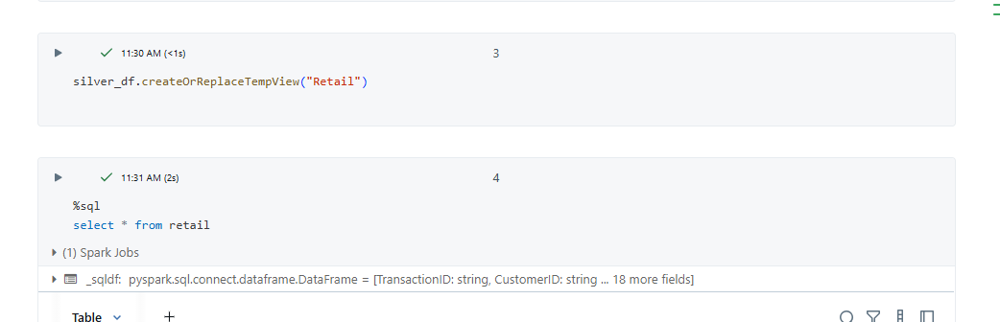 11:30 AM (<1s)
3
silver_df.createOrReplaceTempView("Retail")
11:31 AM (2s)
4
%sql
select * from retail
(1) Spark Jobs
_sqldf: pyspark.sql.connect.dataframe.DataFrame = [TransactionID: string, CustomerID: string ... 18 more fields]
Table
+